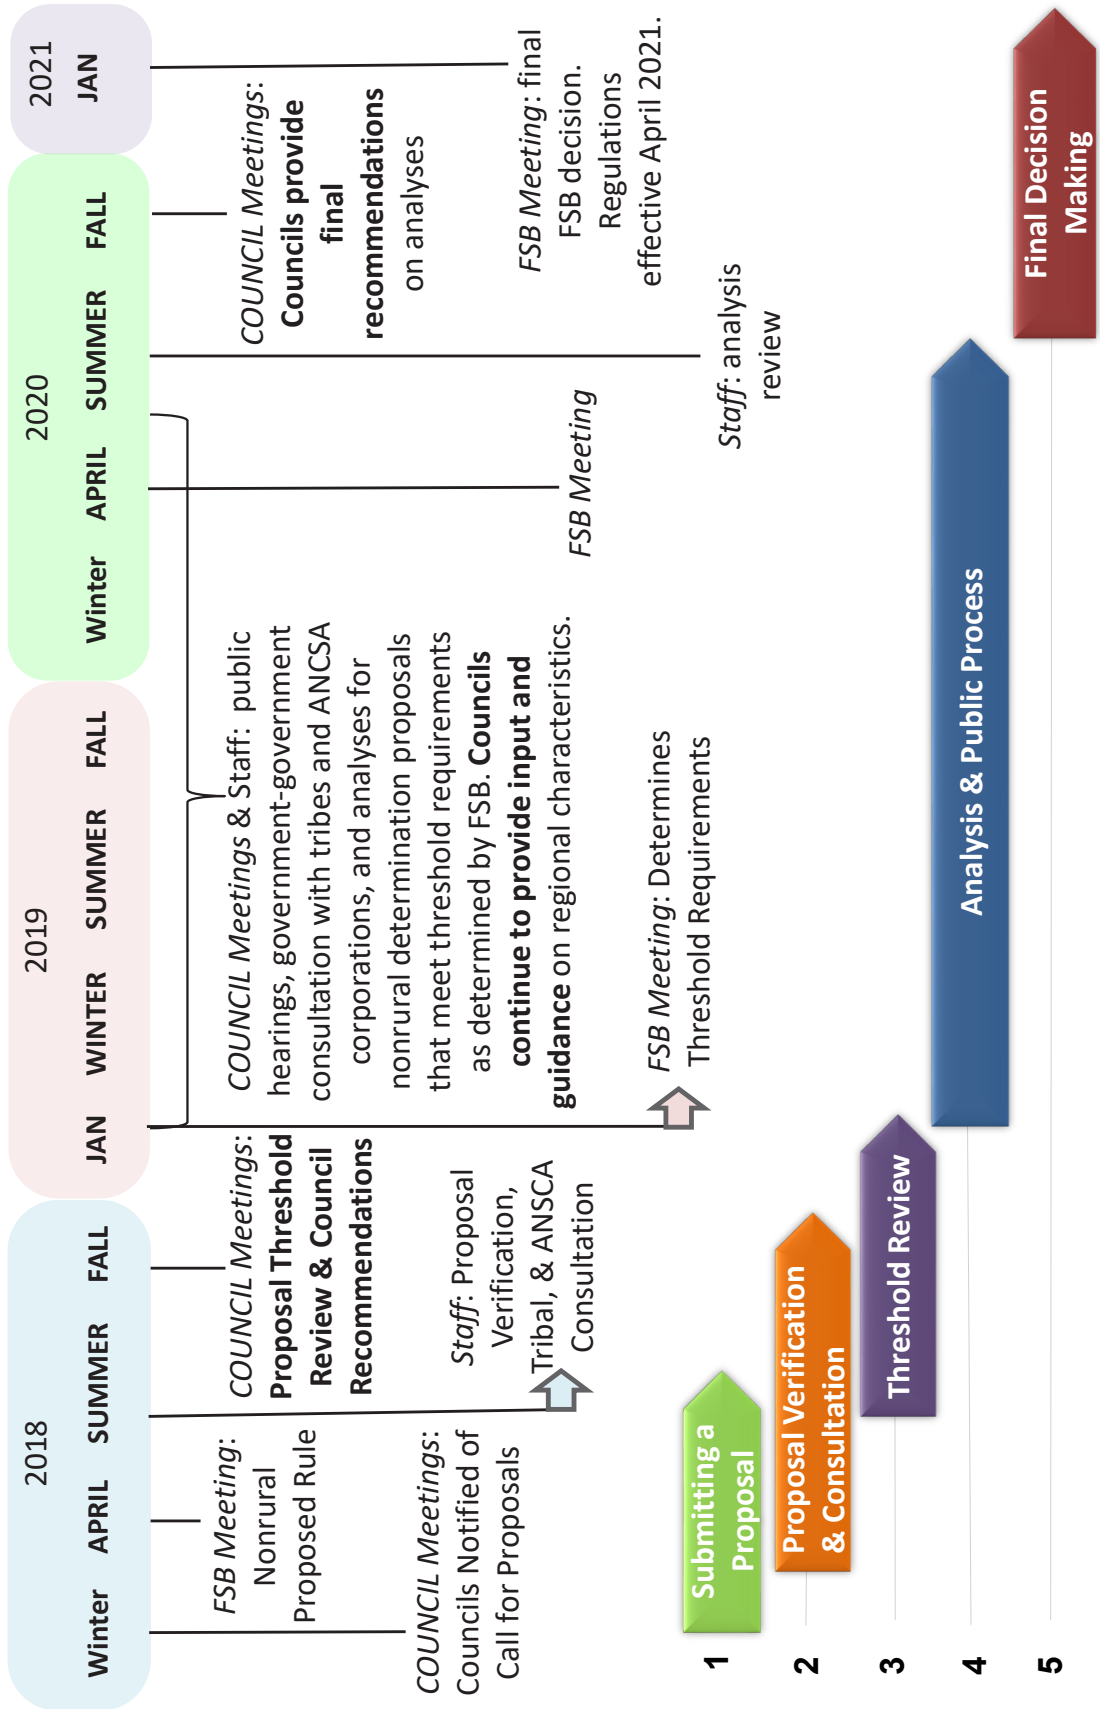 2018
Winter APRIL SUMMER FALL
2019
JAN WINTER SUMMER FALL
2020
Winter APRIL SUMMER FALL
2021
JAN
COUNCIL Meetings:
Councils Notified of
Call for Proposals
FSB Meeting:
Nonrural
Proposed Rule
Staff: Proposal
Verification,
Tribal, & ANSCA
Consultation
COUNCIL Meetings:
Proposal Threshold
Review & Council
Recommendations
FSB Meeting: Determines
Threshold Requirements
COUNCIL Meetings & Staff: public
hearings, government-government
consultation with tribes and ANCSA
corporations, and analyses for
nonrural determination proposals
that meet threshold requirements
as determined by FSB. Councils
continue to provide input and
guidance on regional characteristics.
FSB Meeting
Staff: analysis
review
COUNCIL Meetings:
Councils provide
final
recommendations
on analyses
FSB Meeting: final
FSB decision.
Regulations
effective April 2021.
1
Submitting a
Proposal
2
Proposal Verification
& Consultation
3
Threshold Review
4
Analysis & Public Process
5
Final Decision
Making